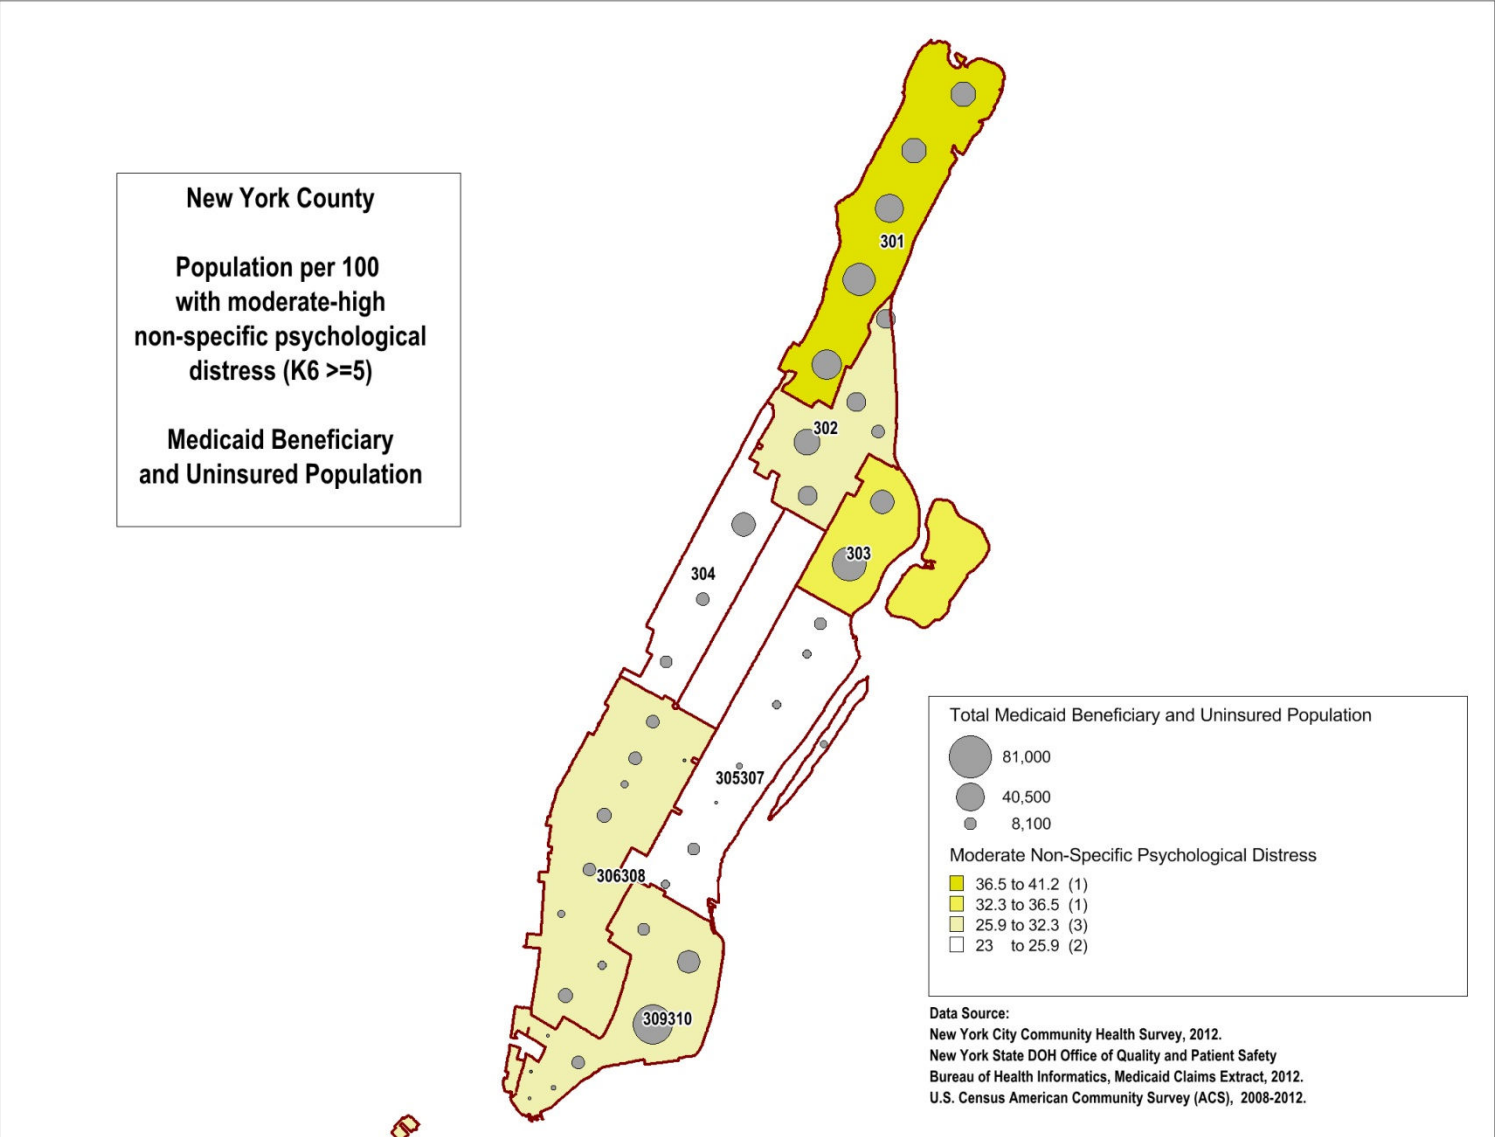 New York County
Population per 100
with moderate-high
non-specific psychological
distress (K6 >=5)
Medicaid Beneficiary
and Uninsured Population
301
302
303
304
305307
306308
309310
Total Medicaid Beneficiary and Uninsured Population
81,000
40,500
8,100
Moderate Non-Specific Psychological Distress
36.5 to 41.2 (1)
32.3 to 36.5 (1)
25.9 to 32.3 (3)
23 to 25.9 (2)
Data Source:
New York City Community Health Survey, 2012.
New York State DOH Office of Quality and Patient Safety
Bureau of Health Informatics, Medicaid Claims Extract, 2012.
U.S. Census American Community Survey (ACS), 2008-2012.